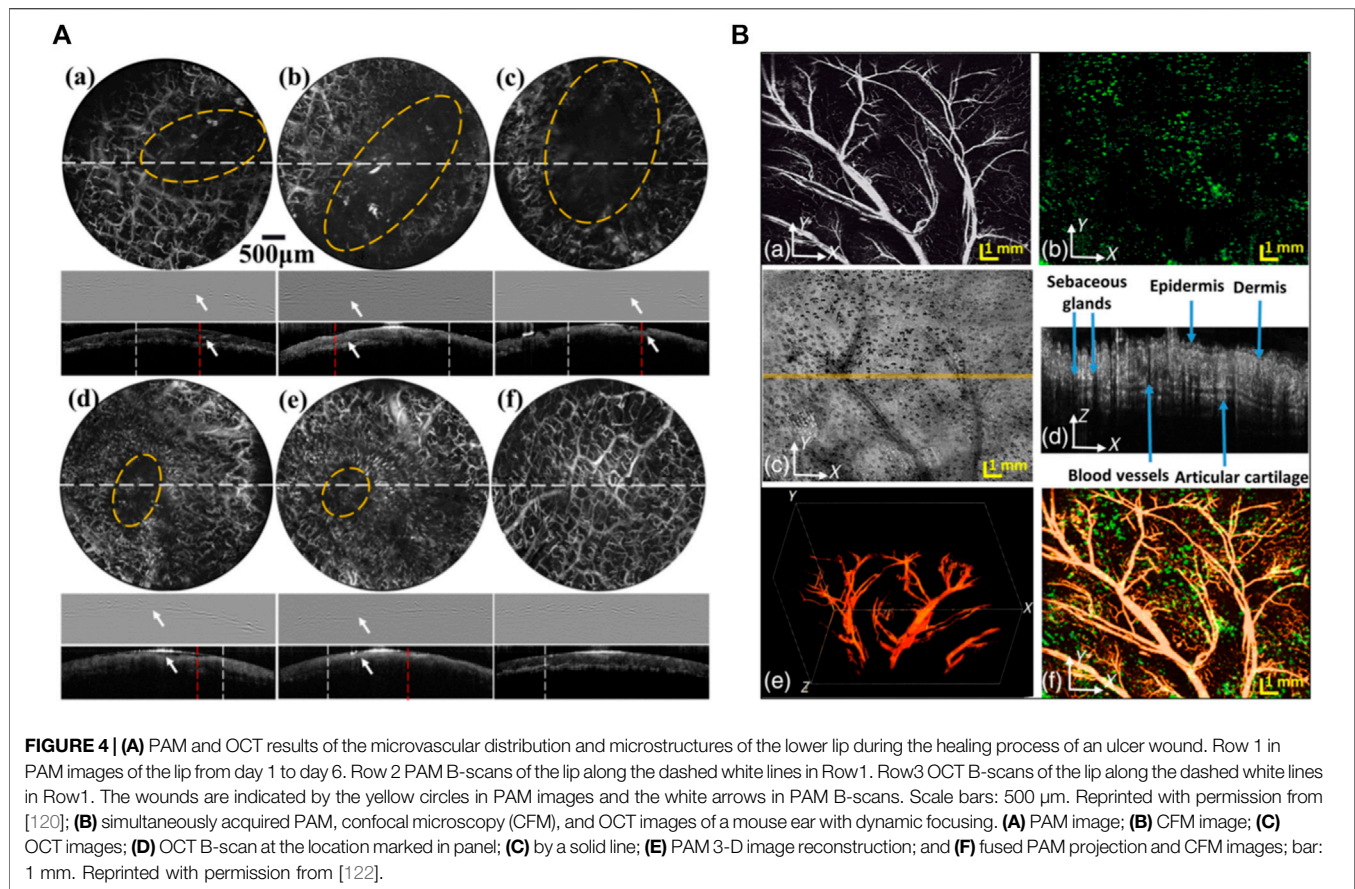 A
B
(a)
(b)
(c)
500μm
(d)
(e)
(f)
(a)
Y
X
1 mm
(b)
Y
X
1 mm
(c)
Y
X
1 mm
Sebaceous
glands
Epidermis
Dermis
(d)
Z
X
Blood vessels
Articular cartilage
(e)
Y
X
Z
(f)
Y
X
1 mm
FIGURE 4 | (A) PAM and OCT results of the microvascular distribution and microstructures of the lower lip during the healing process of an ulcer wound. Row 1 in
PAM images of the lip from day 1 to day 6. Row 2 PAM B-scans of the lip along the dashed white lines in Row1. Row3 OCT B-scans of the lip along the dashed white lines
in Row1. The wounds are indicated by the yellow circles in PAM images and the white arrows in PAM B-scans. Scale bars: 500 μm. Reprinted with permission from
[120]; (B) simultaneously acquired PAM, confocal microscopy (CFM), and OCT images of a mouse ear with dynamic focusing. (A) PAM image; (B) CFM image; (C)
OCT images; (D) OCT B-scan at the location marked in panel; (C) by a solid line; (E) PAM 3-D image reconstruction; and (F) fused PAM projection and CFM images; bar:
1 mm. Reprinted with permission from [122].